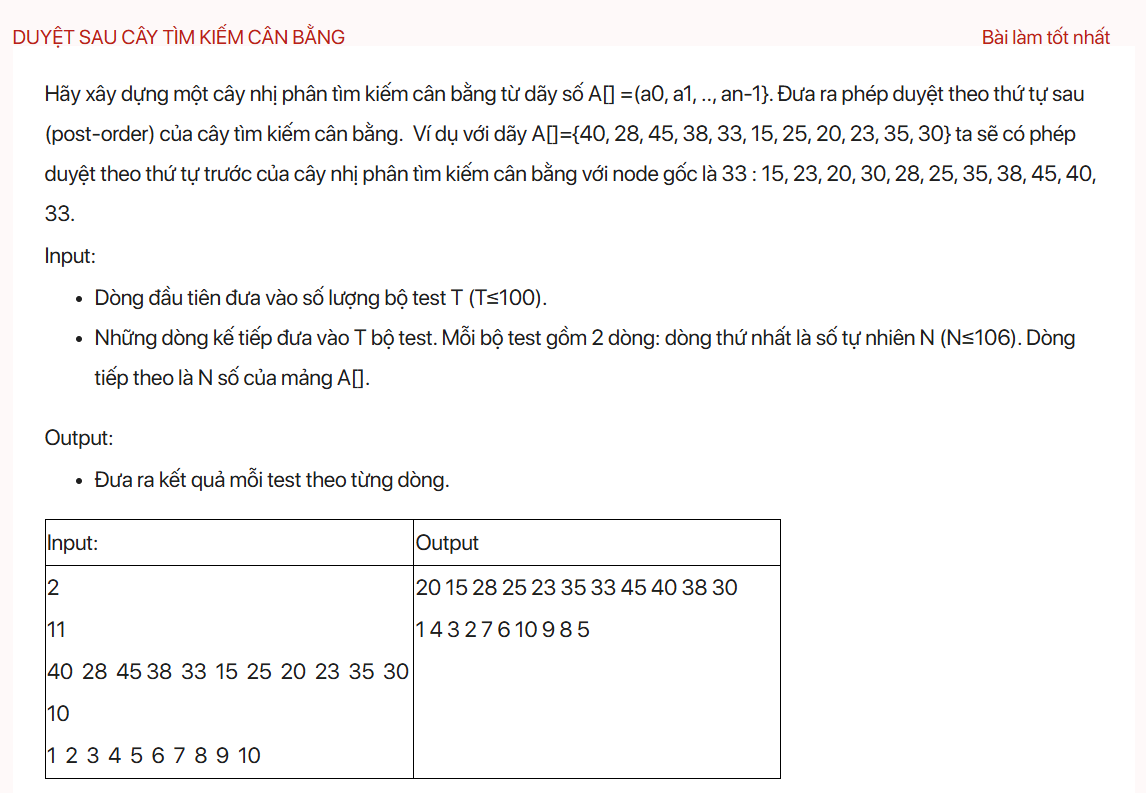 DUYỆT SAU CÂY TÌM KIẾM CÂN BẰNG
Bài làm tốt nhất
Hãy xây dựng một cây nhị phân tìm kiếm cân bằng từ dãy số A[] =(a0, a1, .., an-1}. Đưa ra phép duyệt theo thứ tự sau
(post-order) của cây tìm kiếm cân bằng. Ví dụ với dãy A[]={40, 28, 45, 38, 33, 15, 25, 20, 23, 35, 30} ta sẽ có phép
duyệt theo thứ tự trước của cây nhị phân tìm kiếm cân bằng với node gốc là 33 : 15, 23, 20, 30, 28, 25, 35, 38, 45, 40,
33.
Input:
• Dòng đầu tiên đưa vào số lượng bộ test T (T≤100).
• Những dòng kế tiếp đưa vào T bộ test. Mỗi bộ test gồm 2 dòng: dòng thứ nhất là số tự nhiên N (N≤106). Dòng
tiếp theo là N số của mảng A[].
Output:
• Đưa ra kết quả mỗi test theo từng dòng.
Input:
2
11
40 28 45 38 33 15 25 20 23 35 30
10
1 2 3 4 5 6 7 8 9 10
Output
20 15 28 25 23 35 33 45 40 38 30
1 4 3 2 7 6 10 9 8 5